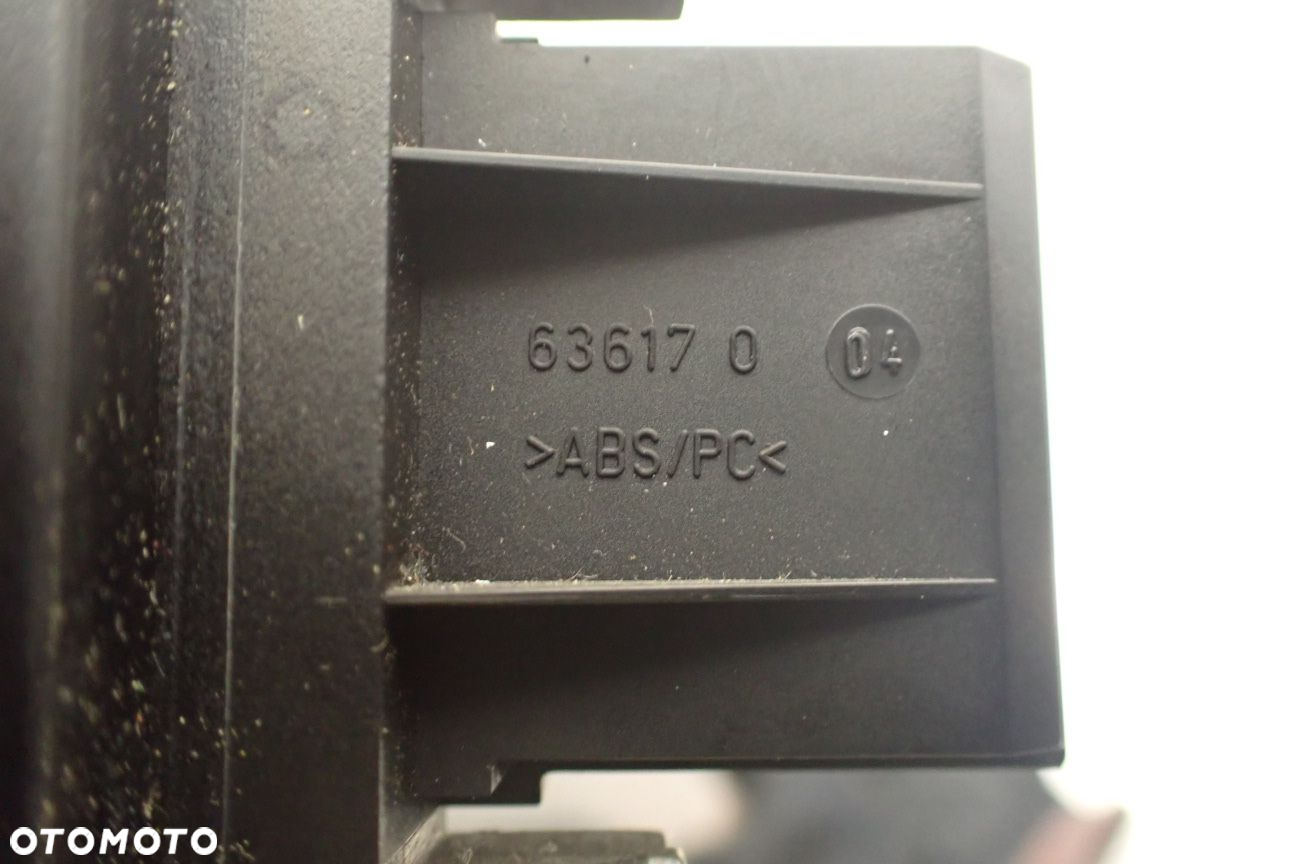 63617 0 04
>ABS/PC<
OTOMOTO